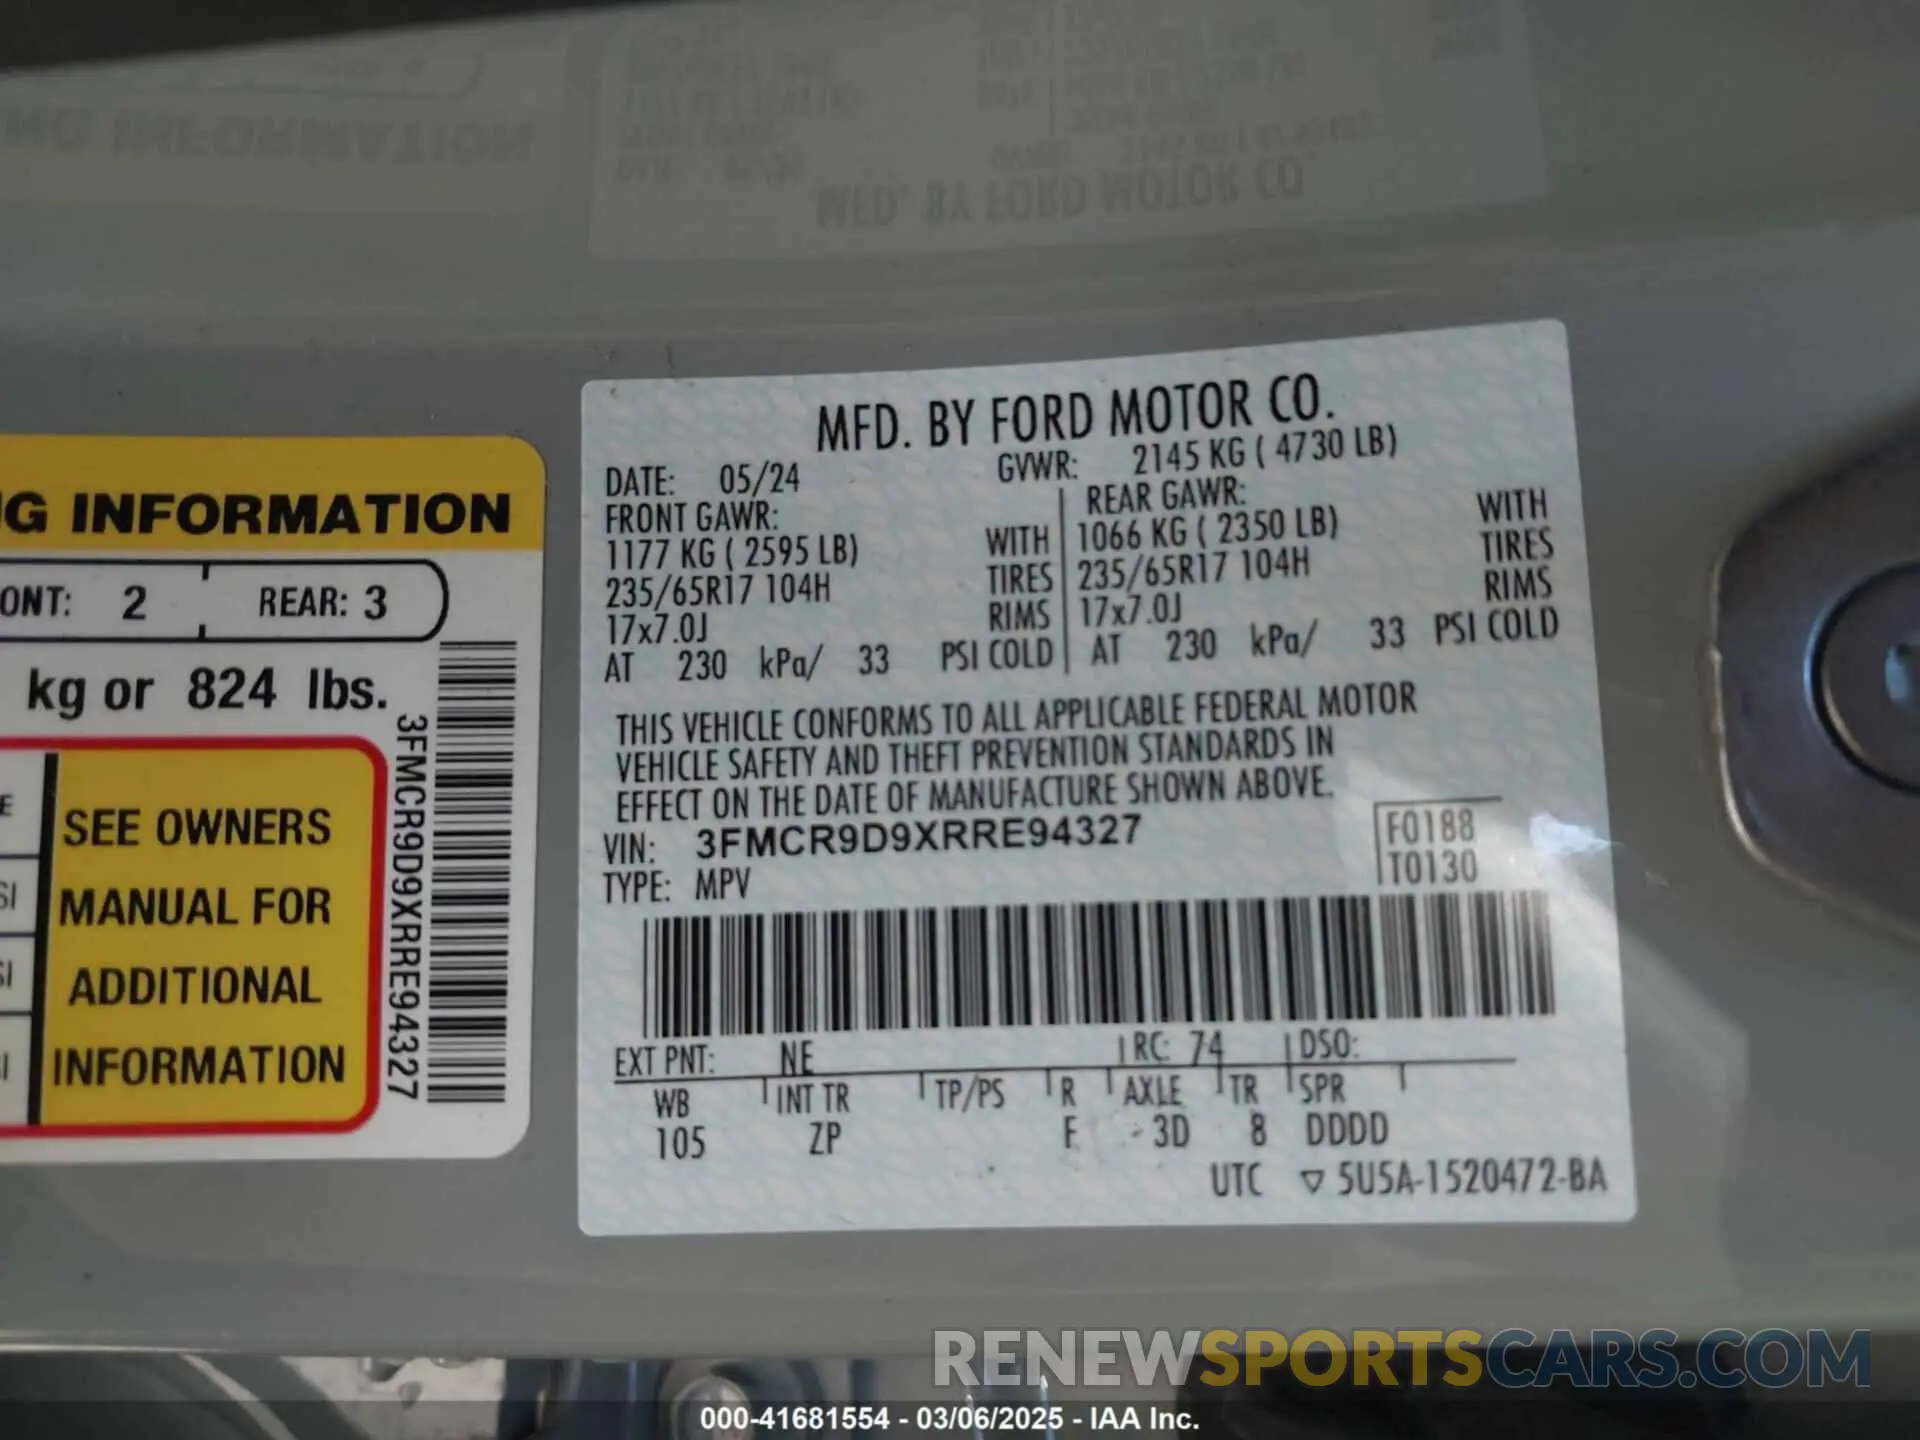 MFD. BY FORD MOTOR CO.
DATE: 05/24 GVWR: 2145 KG ( 4730 LB)
FRONT GAWR: REAR GAWR:
1177 KG ( 2595 LB) WITH 1066 KG ( 2350 LB) WITH
235/65R17 104H TIRES 235/65R17 104H TIRES
17x7.0J RIMS 17x7.0J RIMS
AT 230 kPa/ 33 PSI COLD AT 230 kPa/ 33 PSI COLD
THIS VEHICLE CONFORMS TO ALL APPLICABLE FEDERAL MOTOR
VEHICLE SAFETY AND THEFT PREVENTION STANDARDS IN
EFFECT ON THE DATE OF MANUFACTURE SHOWN ABOVE.
VIN: 3FMCR9D9XRRE94327
TYPE: MPV
F0188
T0130
EXT PNT: NE RC: 74 DSO:
WB INT TR TP/PS R AXLE TR SPR
105 ZP F 3D 8 DDDD
UTC ▽ 5U5A-1520472-BA
G INFORMATION
ONT: 2 REAR: 3
kg or 824 lbs.
SEE OWNERS
MANUAL FOR
ADDITIONAL
INFORMATION
3FMCR9D9XRRE94327
RENEWSPORTSCARS.COM
000-41681554 - 03/06/2025 - IAA Inc.